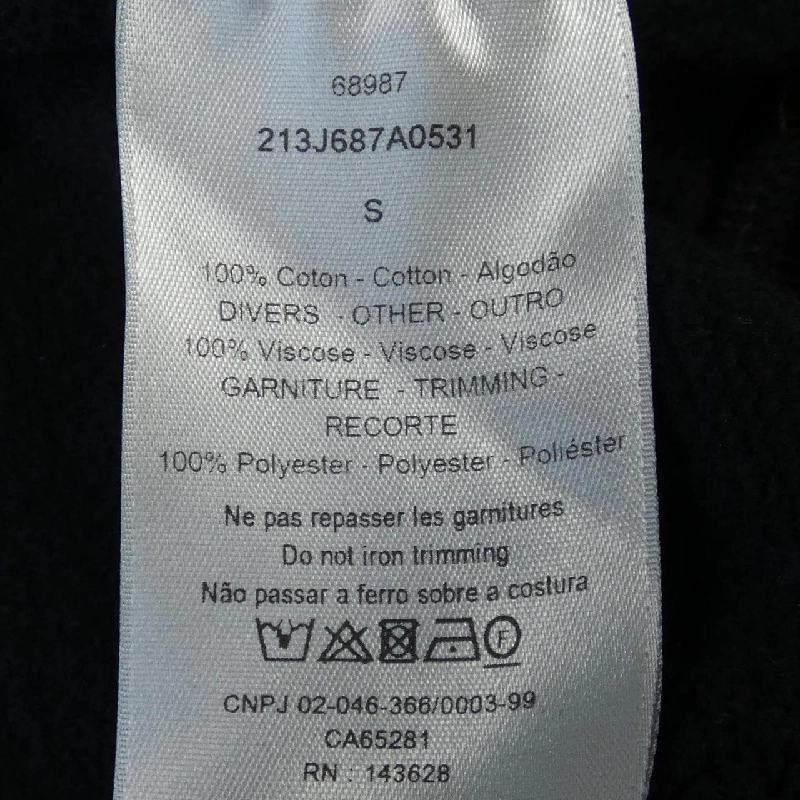 68987
213J687A0531
S
100% Coton - Cotton - Algodão
DIVERS - OTHER - OUTRO
100% Viscose - Viscose - Viscose
GARNITURE - TRIMMING -
RECORTE
100% Polyester - Polyester - Poliéster
Ne pas repasser les garnitures
Do not iron trimming
Não passar a ferro sobre a costura
F
CNPJ 02-046-366/0003-99
CA65281
RN : 143628